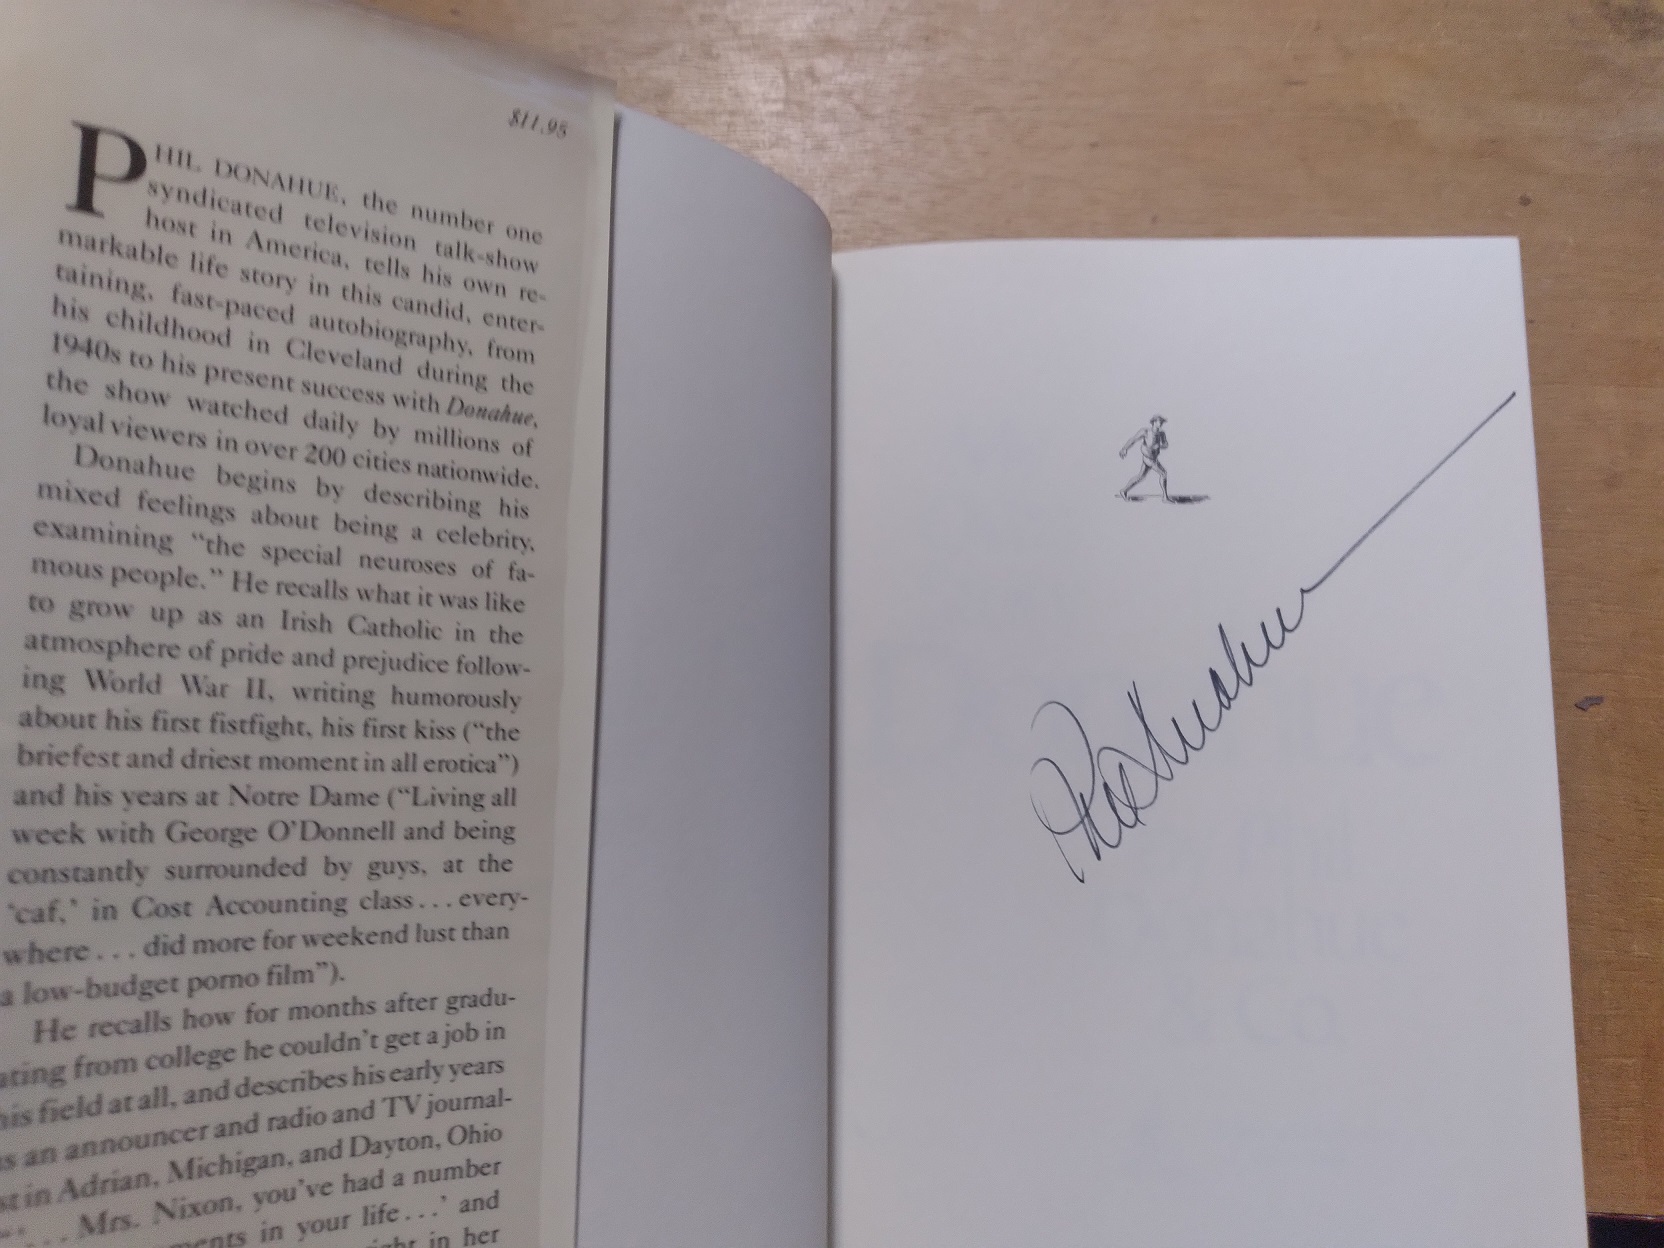 $11.95
PHIL DONAHUE, the number one
syndicated television talk-show
host in America, tells his own re-
markable life story in this candid, enter-
taining, fast-paced autobiography, from
his childhood in Cleveland during the
1940s to his present success with Donahue,
the show watched daily by millions of
loyal viewers in over 200 cities nationwide.
Donahue begins by describing his
mixed feelings about being a celebrity,
examining “the special neuroses of fa-
mous people.” He recalls what it was like
to grow up as an Irish Catholic in the
atmosphere of pride and prejudice follow-
ing World War II, writing humorously
about his first fistfight, his first kiss (“the
briefest and driest moment in all erotica”)
and his years at Notre Dame (“Living all
week with George O’Donnell and being
constantly surrounded by guys, at the
‘caf,’ in Cost Accounting class...every-
where...did more for weekend lust than
a low-budget porno film”).
He recalls how for months after gradu-
ating from college he couldn’t get a job in
his field at all, and describes his early years
as an announcer and radio and TV journal-
st in Adrian, Michigan, and Dayton, Ohio
... Mrs. Nixon, you’ve had a number
ments in your life...’ and
ght in her
Phil Donahue